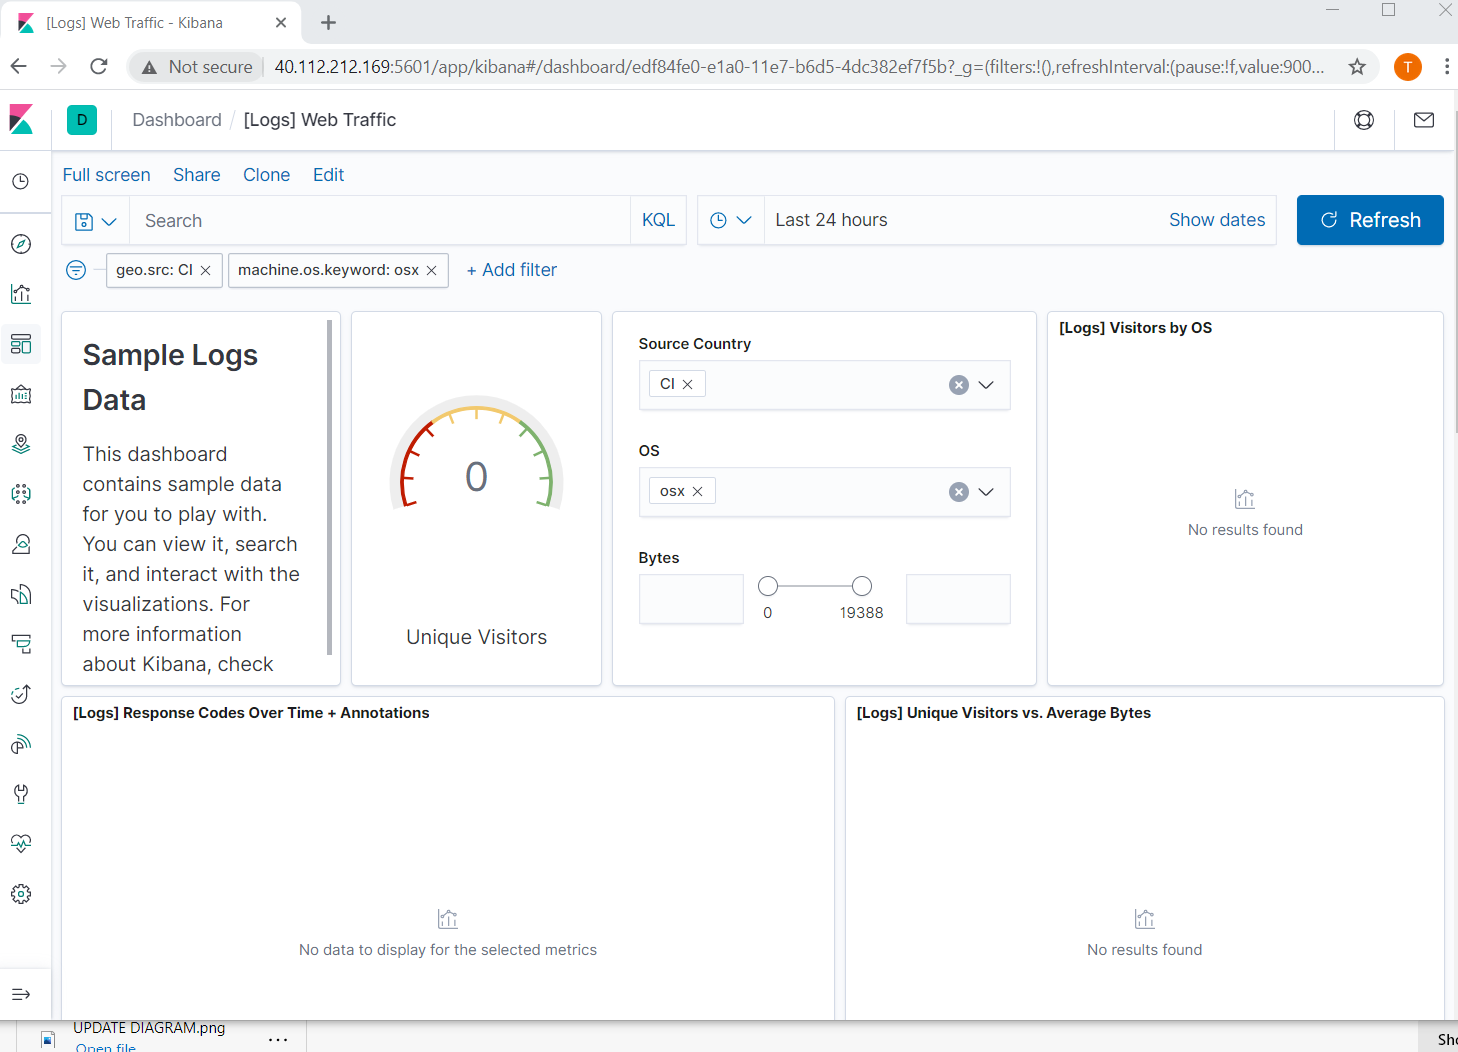 [Logs] Web Traffic - Kibana
Not secure
40.112.212.169:5601/app/kibana#/dashboard/edf84fe0-e1a0-11e7-b6d5-4dc382ef7f5b?_g=(filters:!(),refreshInterval:(pause:!f,value:900...
T
D
Dashboard / [Logs] Web Traffic
Full screen
Share
Clone
Edit
Search
KQL
Last 24 hours
Show dates
Refresh
geo.src: CI
machine.os.keyword: osx
+ Add filter
Sample Logs
Data
This dashboard
contains sample data
for you to play with.
You can view it, search
it, and interact with the
visualizations. For
more information
about Kibana, check
0
Unique Visitors
Source Country
CI
OS
osx
Bytes
0
19388
[Logs] Visitors by OS
No results found
[Logs] Response Codes Over Time + Annotations
No data to display for the selected metrics
[Logs] Unique Visitors vs. Average Bytes
No results found
UPDATE DIAGRAM.png
Open file
...